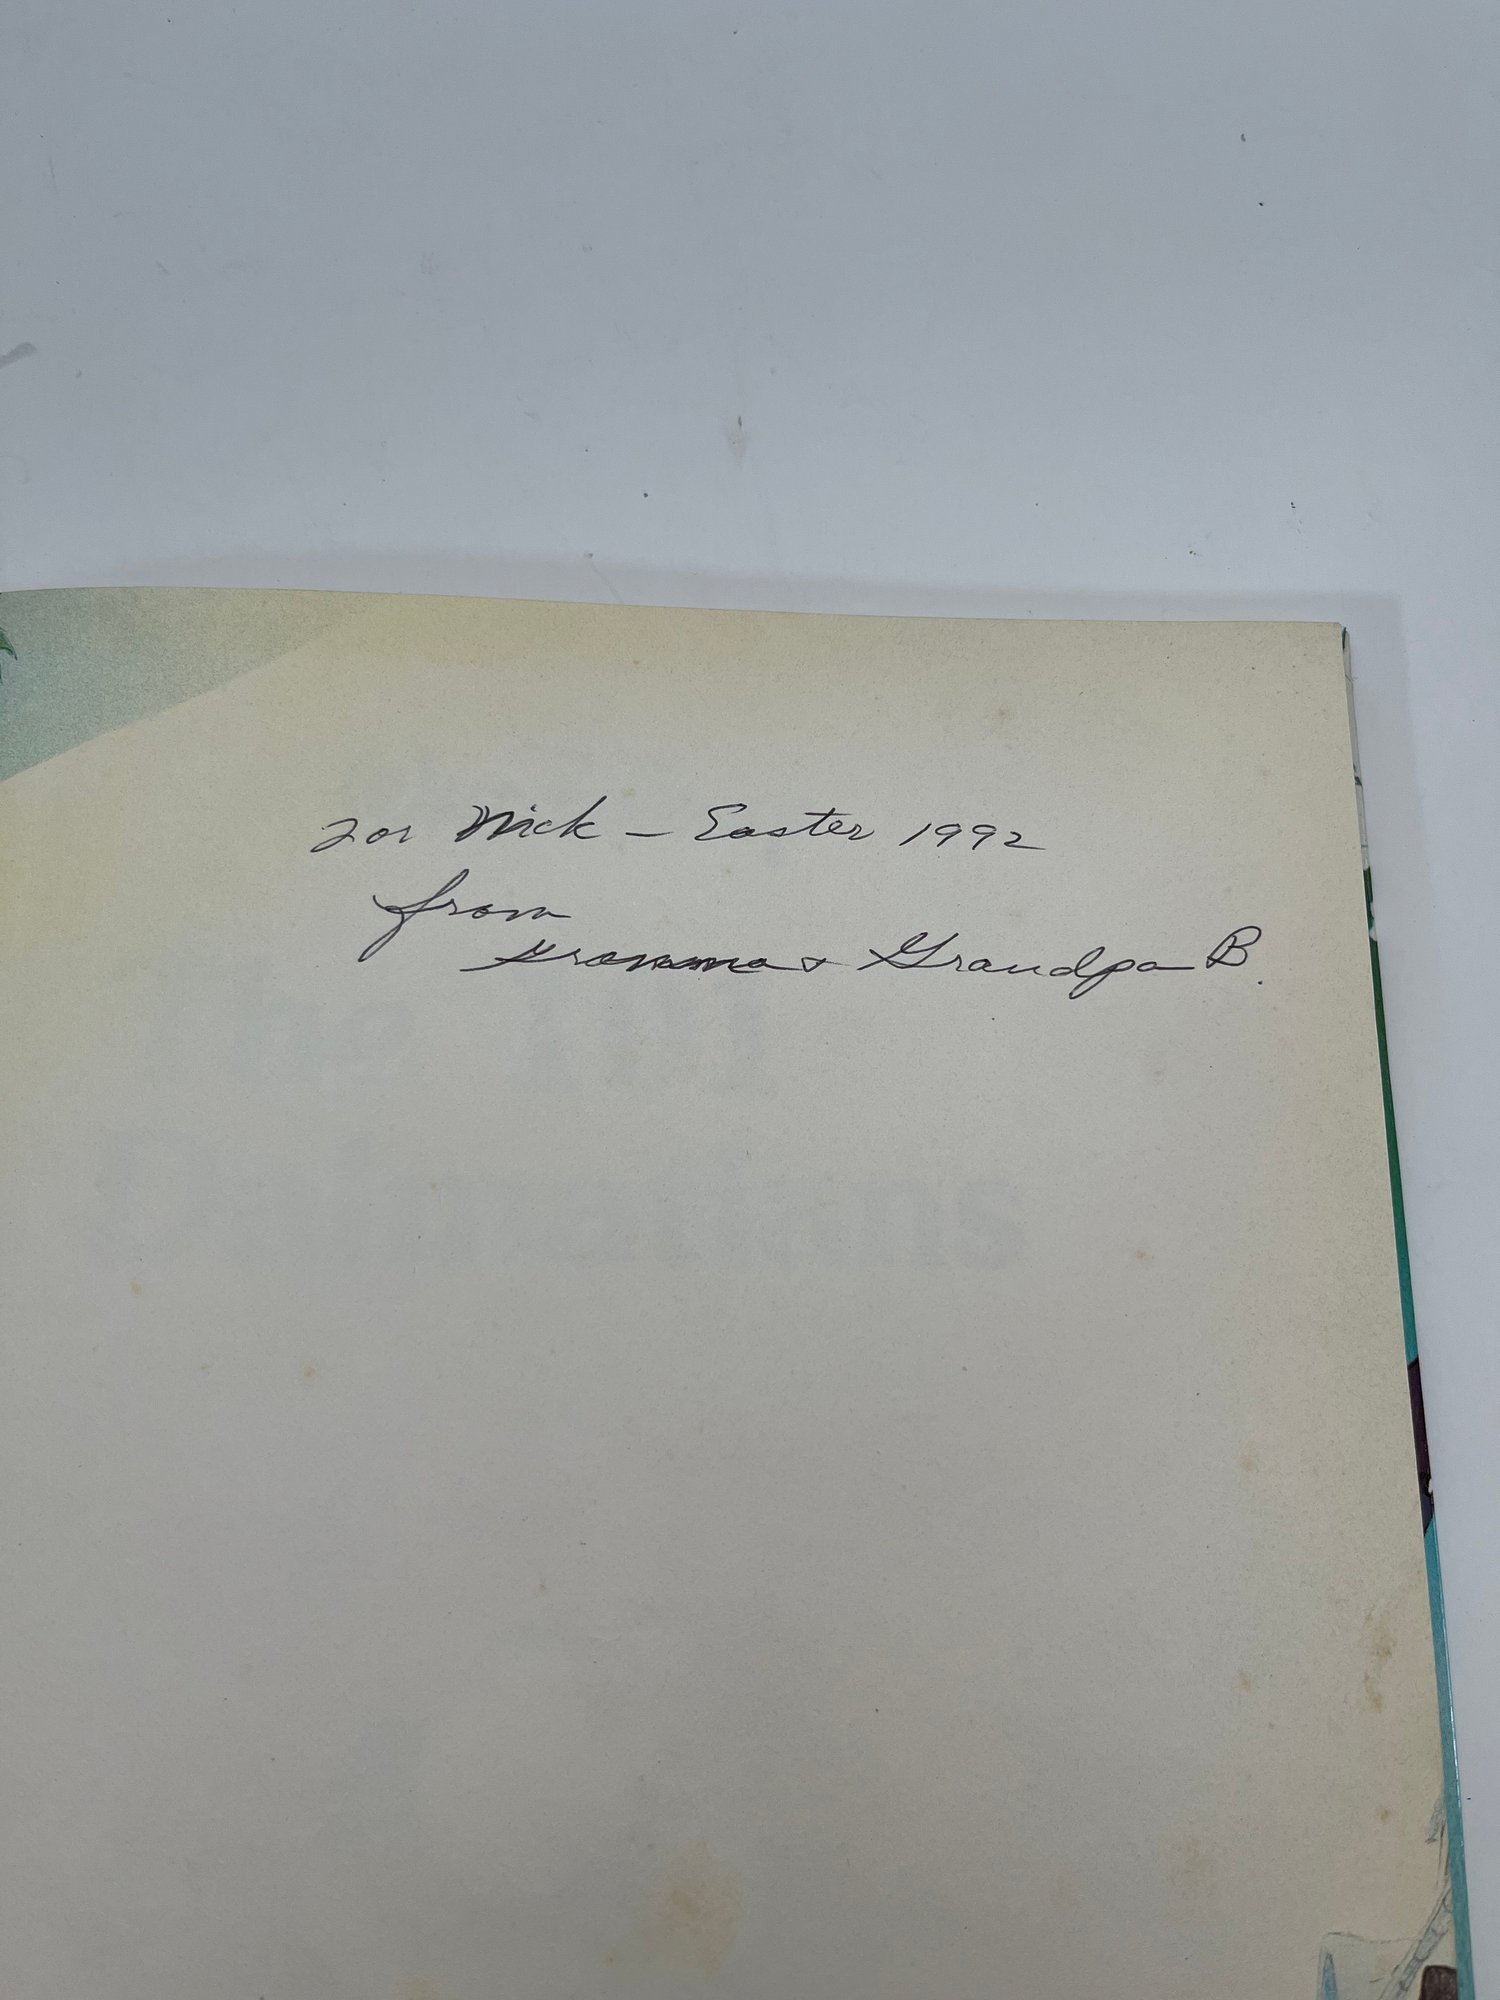 For Nick – Easter 1992
from
Gramma & Grandpa B.